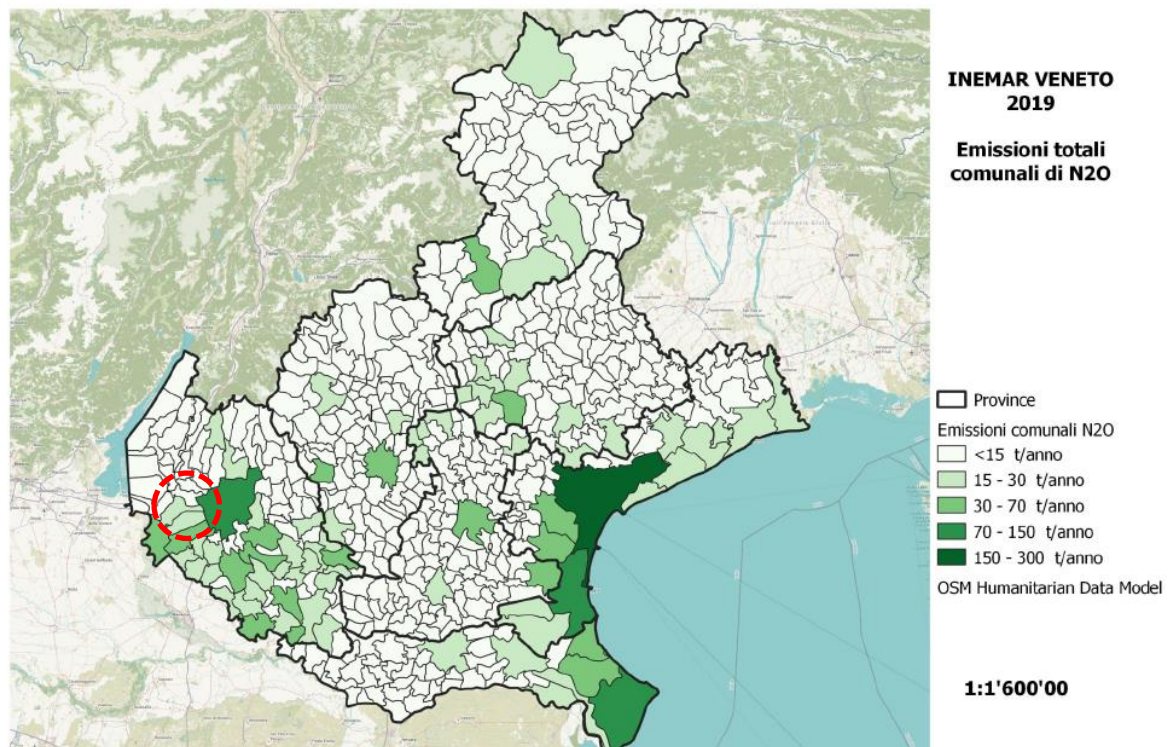 INEMAR VENETO
2019
Emissioni totali
comunali di N2O
Province
Emissioni comunali N2O
<15 t/anno
15 - 30 t/anno
30 - 70 t/anno
70 - 150 t/anno
150 - 300 t/anno
OSM Humanitarian Data Model
1:1'600'00